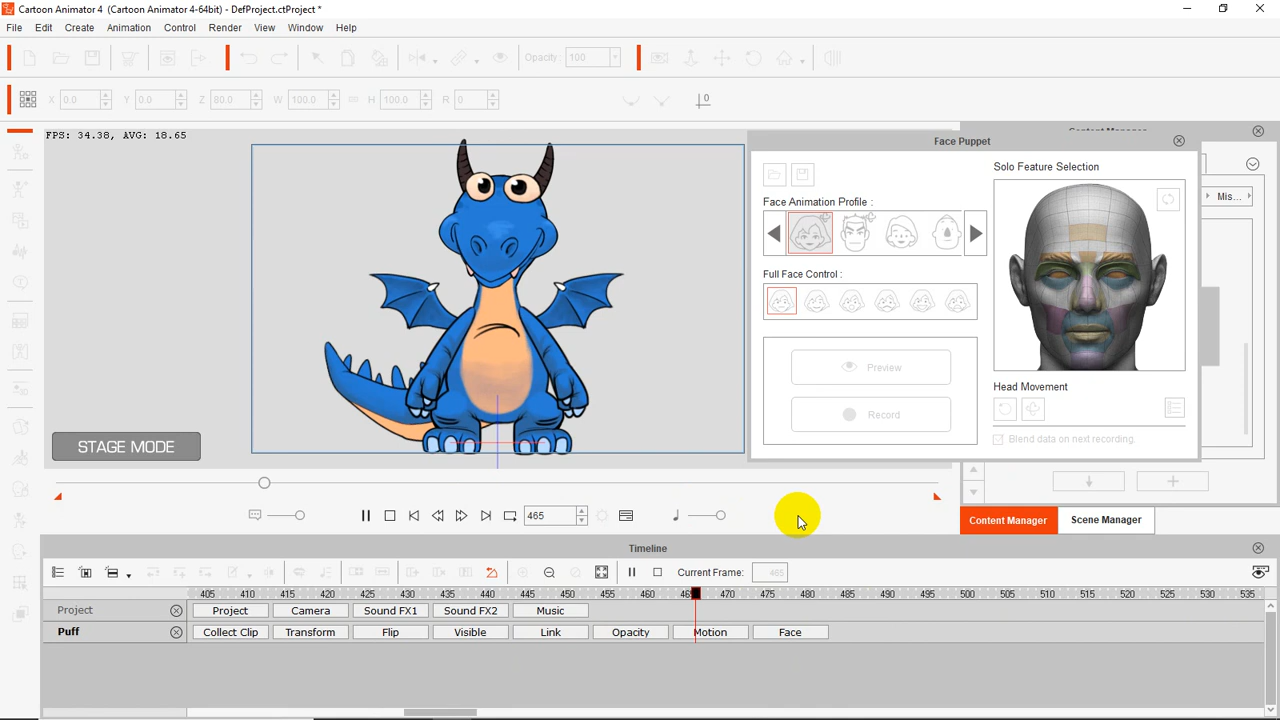 Cartoon Animator 4 (Cartoon Animator 4-64bit) - DefProject.ctProject *
File Edit Create Animation Control Render View Window Help
Opacity 100
X 0.0 Y 0.0 Z 80.0 W 100.0 H 100.0 R 0
0
FPS: 34.38, AVG: 18.65
Face Puppet
Solo Feature Selection
Face Animation Profile :
Mis...
Full Face Control :
Preview
Head Movement
Record
Blend data on next recording.
STAGE MODE
465
Content Manager Scene Manager
Timeline
Current Frame: 465
405 410 415 420 425 430 435 440 445 450 455 460 465 470 475 480 485 490 495 500 505 510 515 520 525 530 535
Project Project Camera Sound FX1 Sound FX2 Music
Puff Collect Clip Transform Flip Visible Link Opacity Motion Face